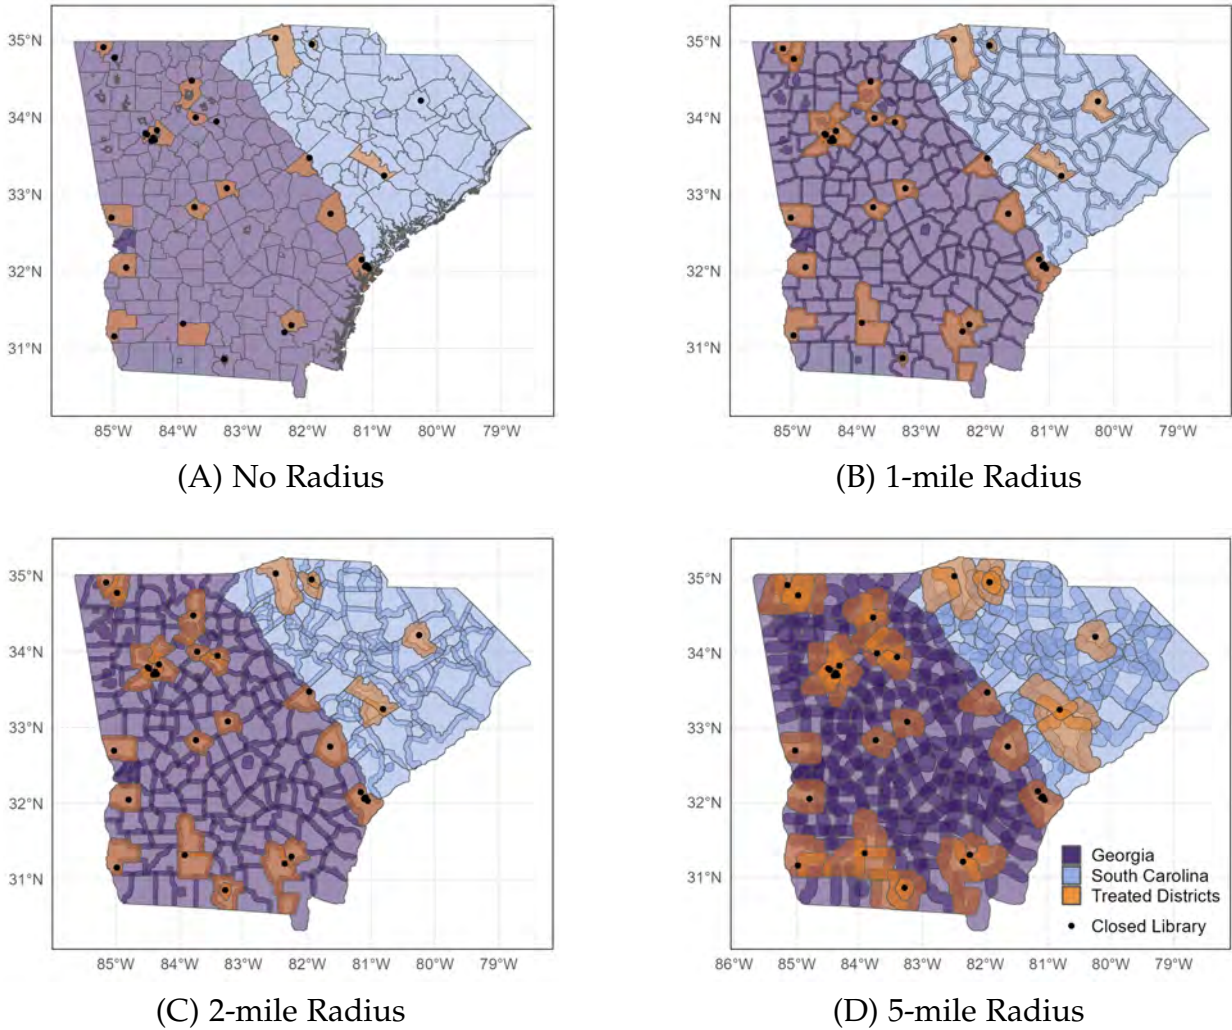 35°N
34°N
33°N
32°N
31°N
85°W 84°W 83°W 82°W 81°W 80°W 79°W
(A) No Radius
35°N
34°N
33°N
32°N
31°N
86°W 85°W 84°W 83°W 82°W 81°W 80°W 79°W
(B) 1-mile Radius
35°N
34°N
33°N
32°N
31°N
85°W 84°W 83°W 82°W 81°W 80°W 79°W
(C) 2-mile Radius
35°N
34°N
33°N
32°N
31°N
Georgia
South Carolina
Treated Districts
Closed Library
86°W 85°W 84°W 83°W 82°W 81°W 80°W 79°W
(D) 5-mile Radius